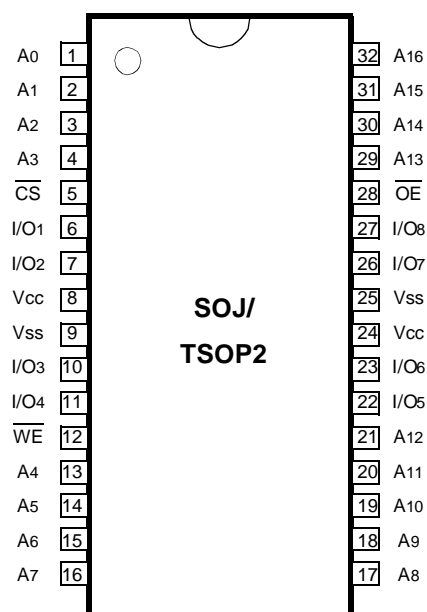 A0 1 32 A16
A1 2 31 A15
A2 3 30 A14
A3 4 29 A13
C̅S̅ 5 28 O̅E̅
I/O1 6 27 I/O8
I/O2 7 26 I/O7
Vcc 8 25 Vss
SOJ/
Vss 9 24 Vcc
TSOP2
I/O3 10 23 I/O6
I/O4 11 22 I/O5
W̅E̅ 12 21 A12
A4 13 20 A11
A5 14 19 A10
A6 15 18 A9
A7 16 17 A8